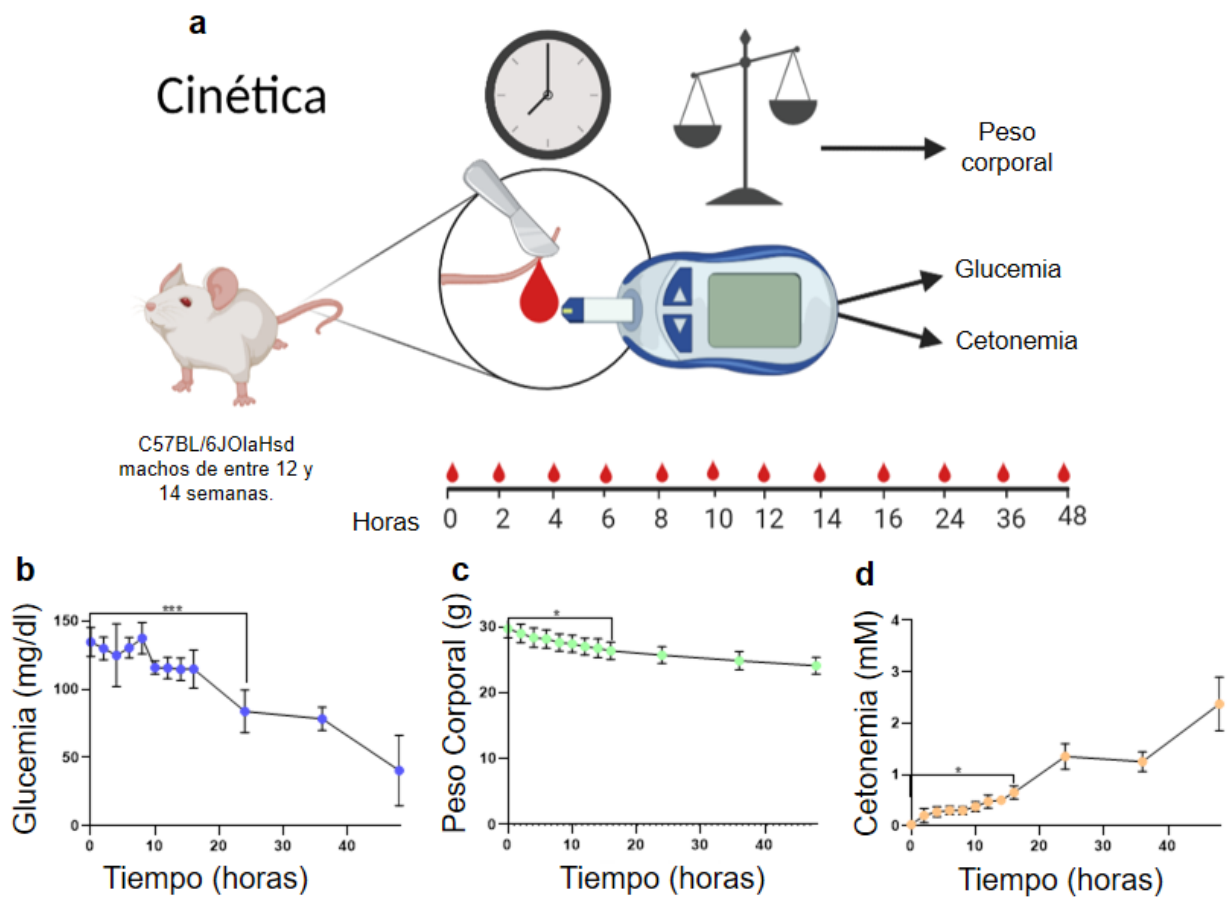 a
Cinética
Peso
corporal
Glucemia
Cetonemia
C57BL/6JOlaHsd
machos de entre 12 y
14 semanas.
Horas
0 2 4 6 8 10 12 14 16 24 36 48
b
Glucemia (mg/dl)
150
100
50
0
***
0 10 20 40
Tiempo (horas)
c
Peso Corporal (g)
30
20
10
0
*
0 10 20 40
Tiempo (horas)
d
Cetonemia (mM)
4
3
2
1
0
*
0 10 20 40
Tiempo (horas)